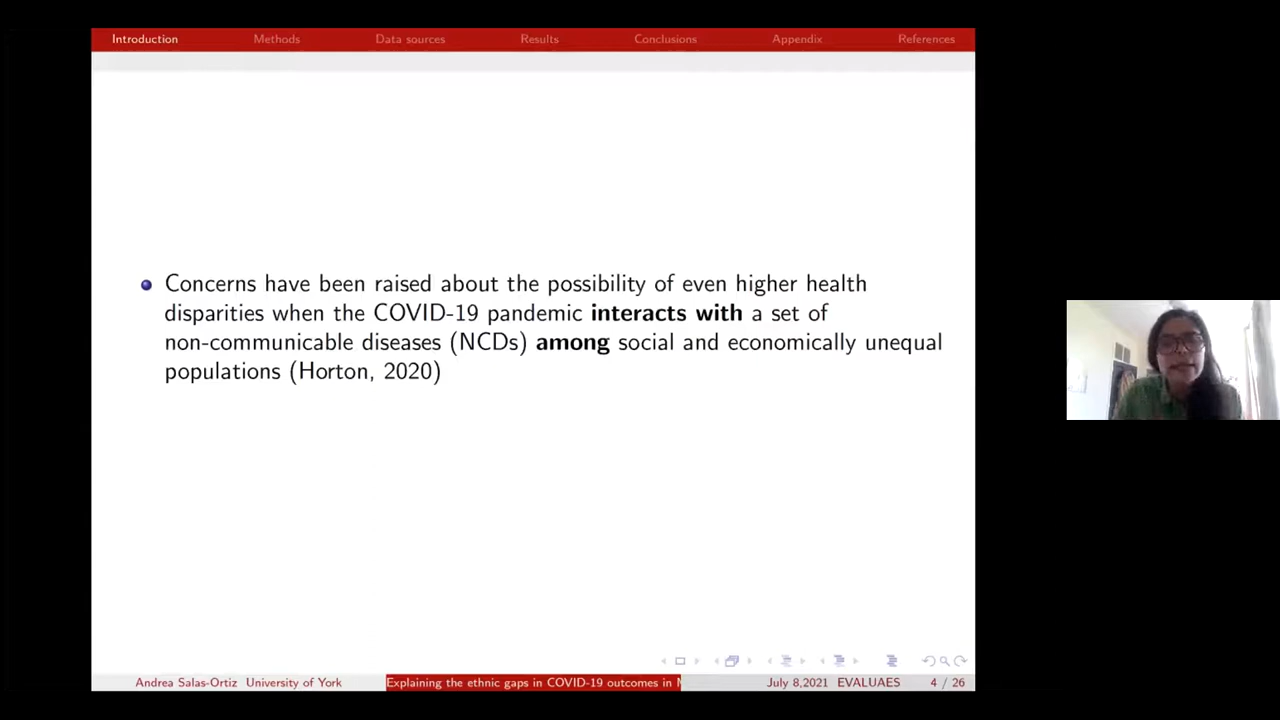 Introduction Methods Data sources Results Conclusions Appendix References
Concerns have been raised about the possibility of even higher health
disparities when the COVID-19 pandemic interacts with a set of
non-communicable diseases (NCDs) among social and economically unequal
populations (Horton, 2020)
Andrea Salas-Ortiz University of York Explaining the ethnic gaps in COVID-19 outcomes in July 8,2021 EVALUAES 4 / 26